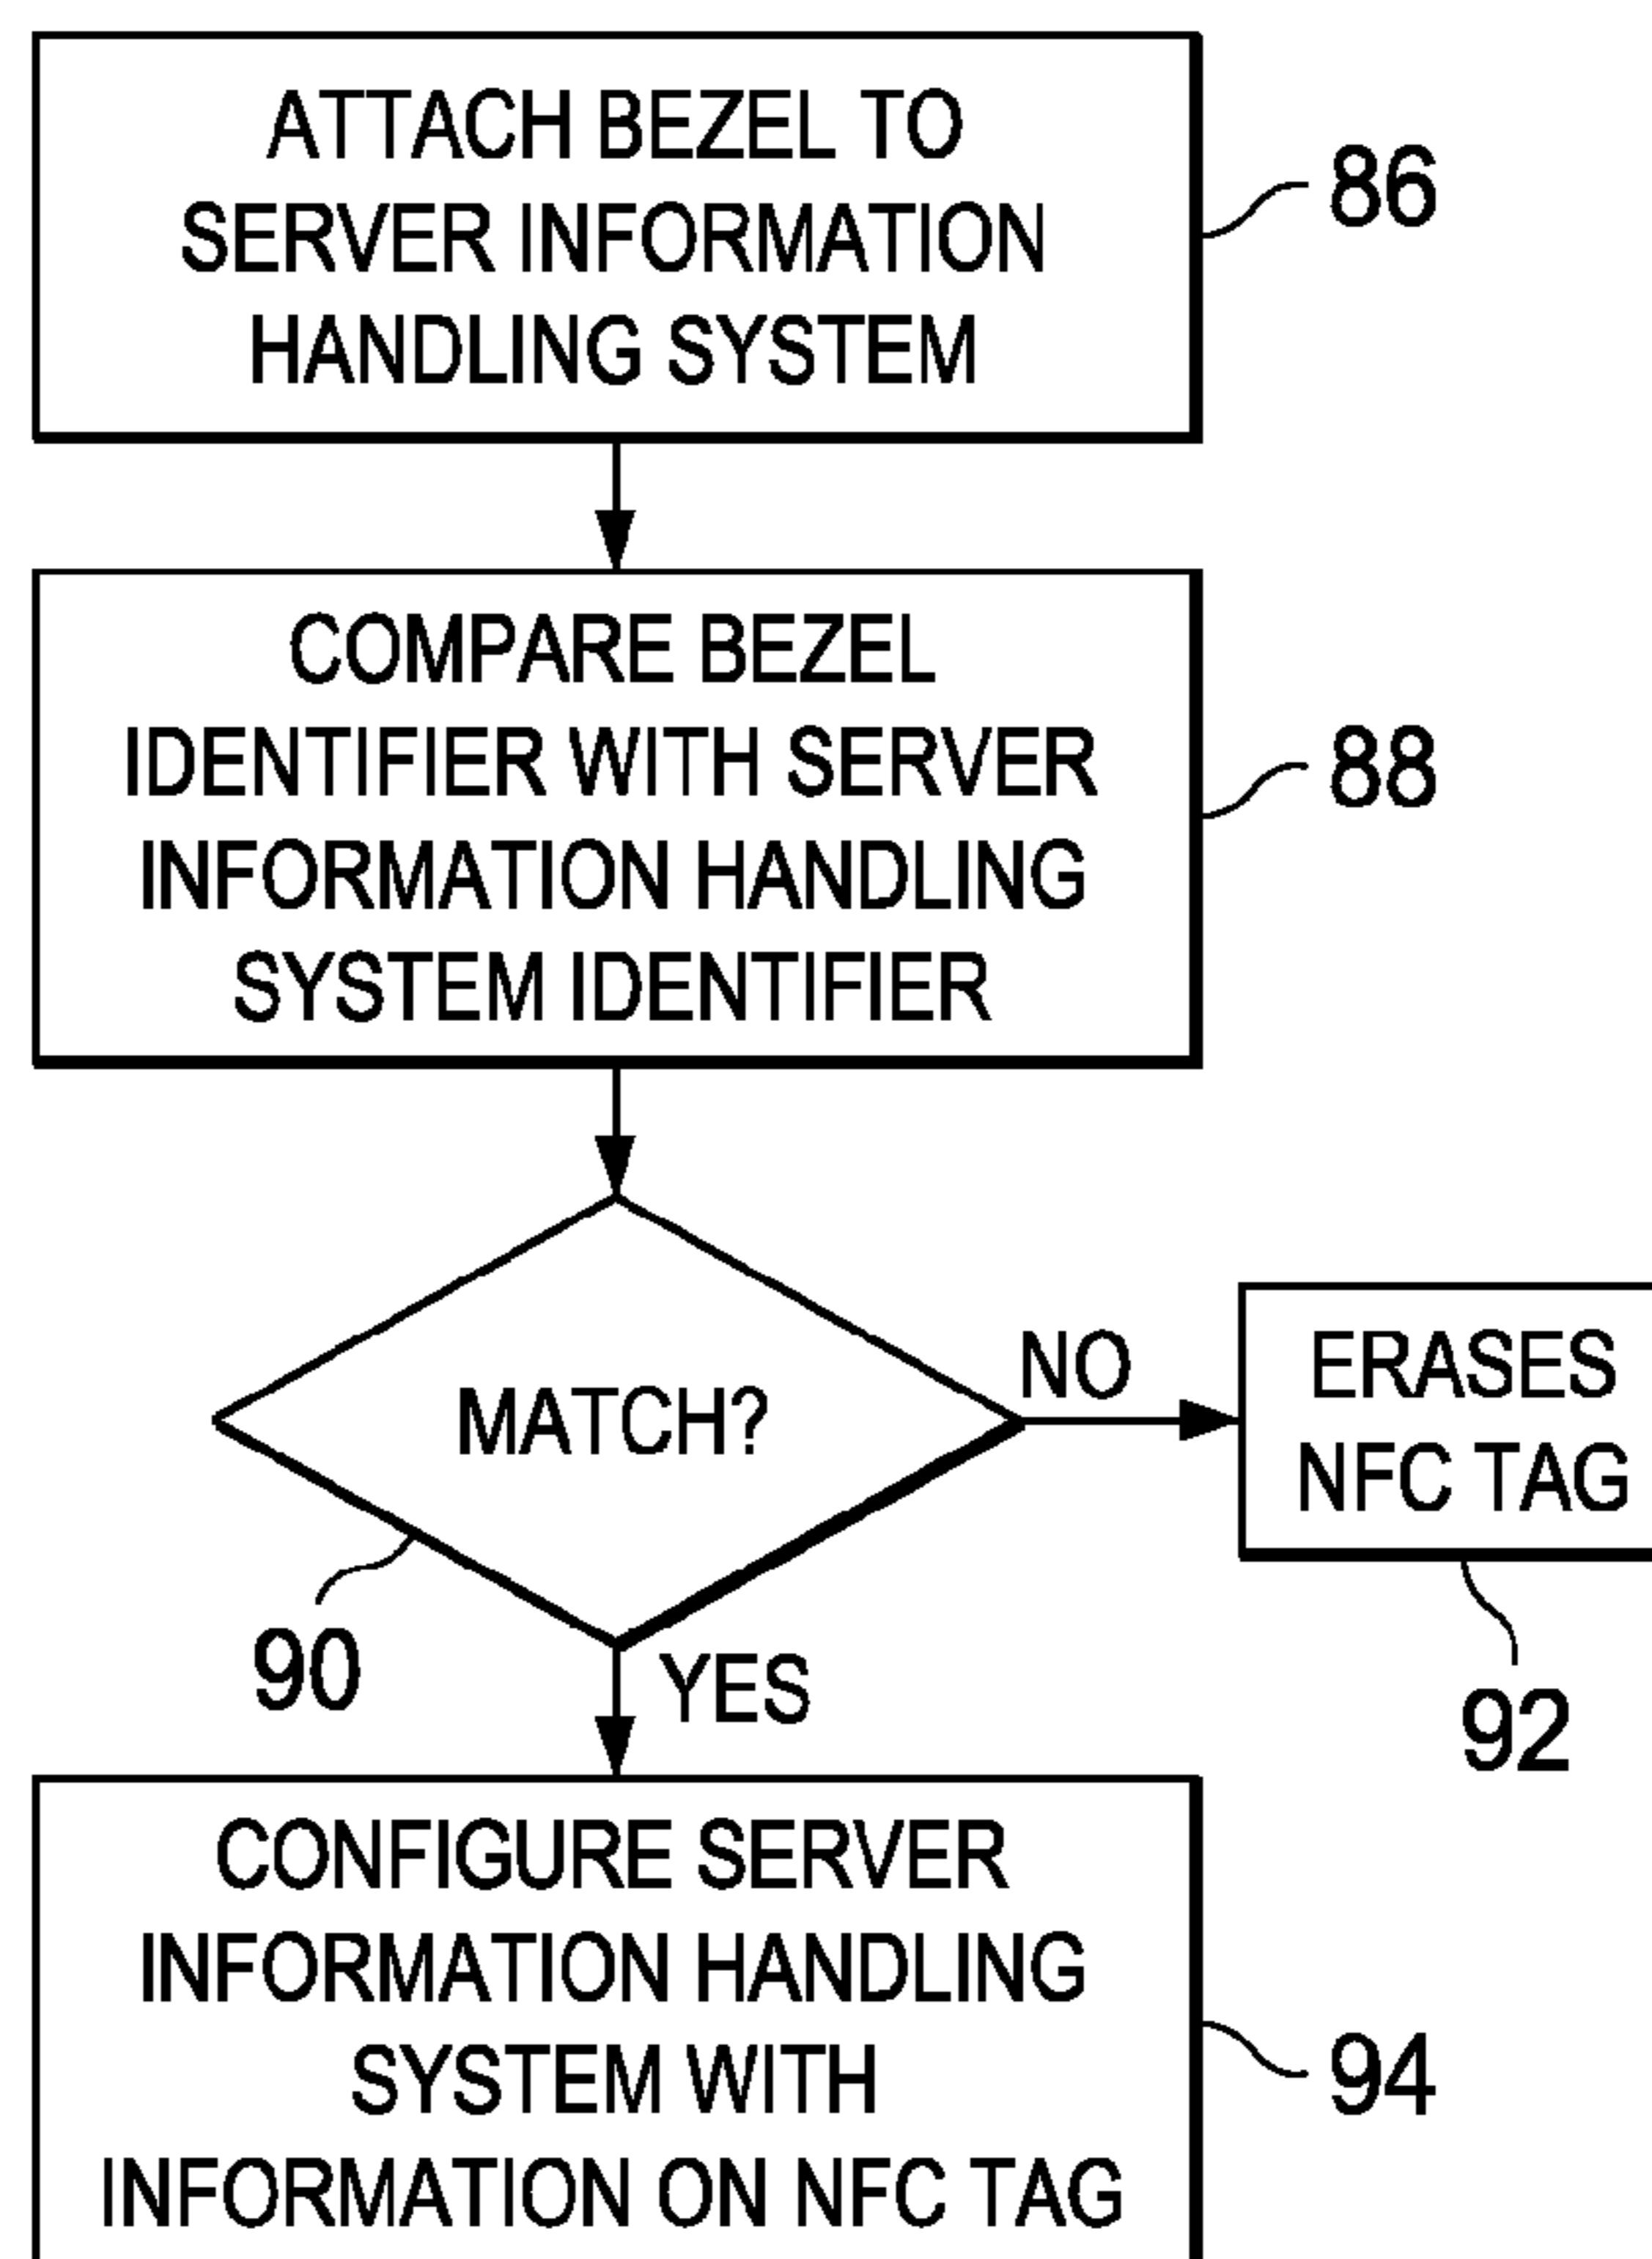 ATTACH BEZEL TO
SERVER INFORMATION
HANDLING SYSTEM
86
COMPARE BEZEL
IDENTIFIER WITH SERVER
INFORMATION HANDLING
SYSTEM IDENTIFIER
88
MATCH?
90
NO
ERASES
NFC TAG
92
YES
CONFIGURE SERVER
INFORMATION HANDLING
SYSTEM WITH
INFORMATION ON NFC TAG
94